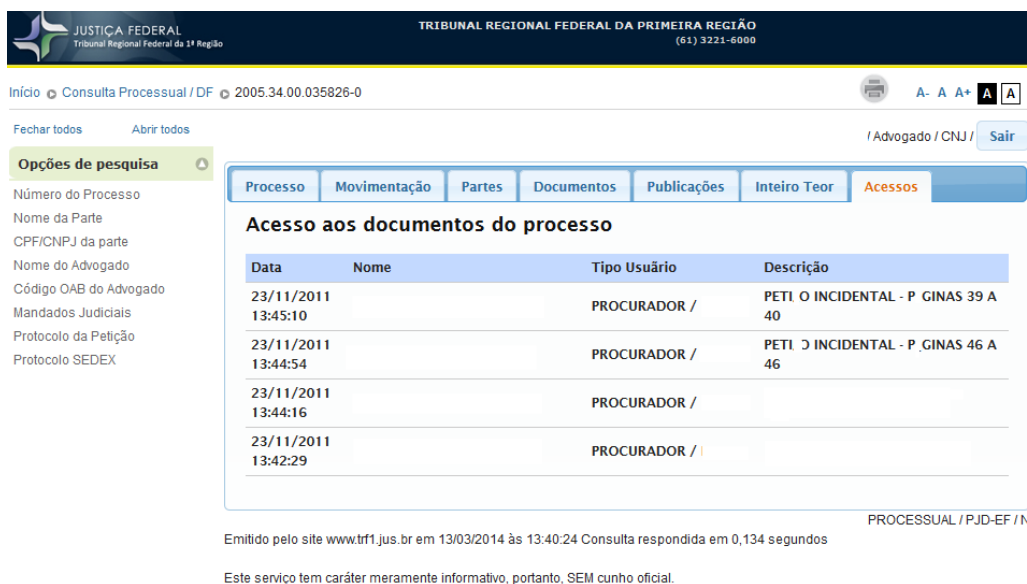 JUSTIÇA FEDERAL
Tribunal Regional Federal da 1ª Região
TRIBUNAL REGIONAL FEDERAL DA PRIMEIRA REGIÃO
(61) 3221-6000
Início Consulta Processual / DF 2005.34.00.035826-0
A- A A+ A A
Fechar todos Abrir todos
/ Advogado / CNJ / Sair
Opções de pesquisa
Número do Processo
Nome da Parte
CPF/CNPJ da parte
Nome do Advogado
Código OAB do Advogado
Mandados Judiciais
Protocolo da Petição
Protocolo SEDEX
Processo Movimentação Partes Documentos Publicações Inteiro Teor Acessos
Acesso aos documentos do processo
Data Nome Tipo Usuário Descrição
23/11/2011 PROCURADOR / PETI O INCIDENTAL - P GINAS 39 A
13:45:10 40
23/11/2011 PROCURADOR / PETI O INCIDENTAL - P GINAS 46 A
13:44:54 46
23/11/2011 PROCURADOR /
13:44:16
23/11/2011 PROCURADOR /
13:42:29
PROCESSUAL / PJD-EF / N
Emitido pelo site www.trf1.jus.br em 13/03/2014 às 13:40:24 Consulta respondida em 0,134 segundos
Este serviço tem caráter meramente informativo, portanto, SEM cunho oficial.